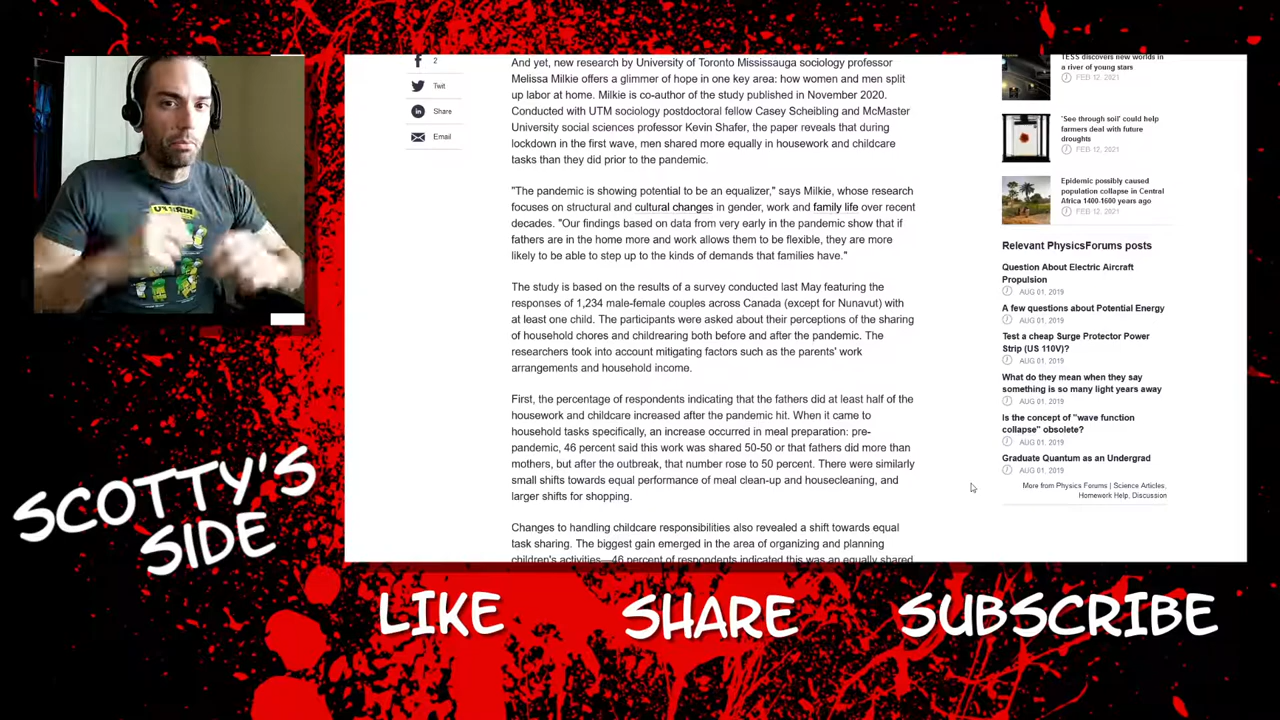 2
Twit
Share
Email
And yet, new research by University of Toronto Mississauga sociology professor
Melissa Milkie offers a glimmer of hope in one key area: how women and men split
up labor at home. Milkie is co-author of the study published in November 2020.
Conducted with UTM sociology postdoctoral fellow Casey Scheibling and McMaster
University social sciences professor Kevin Shafer, the paper reveals that during
lockdown in the first wave, men shared more equally in housework and childcare
tasks than they did prior to the pandemic.
"The pandemic is showing potential to be an equalizer," says Milkie, whose research
focuses on structural and cultural changes in gender, work and family life over recent
decades. "Our findings based on data from very early in the pandemic show that if
fathers are in the home more and work allows them to be flexible, they are more
likely to be able to step up to the kinds of demands that families have."
The study is based on the results of a survey conducted last May featuring the
responses of 1,234 male-female couples across Canada (except for Nunavut) with
at least one child. The participants were asked about their perceptions of the sharing
of household chores and childrearing both before and after the pandemic. The
researchers took into account mitigating factors such as the parents' work
arrangements and household income.
First, the percentage of respondents indicating that the fathers did at least half of the
housework and childcare increased after the pandemic hit. When it came to
household tasks specifically, an increase occurred in meal preparation: pre-
pandemic, 46 percent said this work was shared 50-50 or that fathers did more than
mothers, but after the outbreak, that number rose to 50 percent. There were similarly
small shifts towards equal performance of meal clean-up and housecleaning, and
larger shifts for shopping.
Changes to handling childcare responsibilities also revealed a shift towards equal
task sharing. The biggest gain emerged in the area of organizing and planning
children's activities—46 percent of respondents indicated this was an equally shared
TESS discovers new worlds in
a river of young stars
FEB 12, 2021
'See through soil' could help
farmers deal with future
droughts
FEB 12, 2021
Epidemic possibly caused
population collapse in Central
Africa 1400-1600 years ago
FEB 12, 2021
Relevant PhysicsForums posts
Question About Electric Aircraft
Propulsion
AUG 01, 2019
A few questions about Potential Energy
AUG 01, 2019
Test a cheap Surge Protector Power
Strip (US 110V)?
AUG 01, 2019
What do they mean when they say
something is so many light years away
AUG 01, 2019
Is the concept of "wave function
collapse" obsolete?
AUG 01, 2019
Graduate Quantum as an Undergrad
AUG 01, 2019
More from Physics Forums | Science Articles,
Homework Help, Discussion
SCOTTY'S
SIDE
LIKE
SHARE
SUBSCRIBE